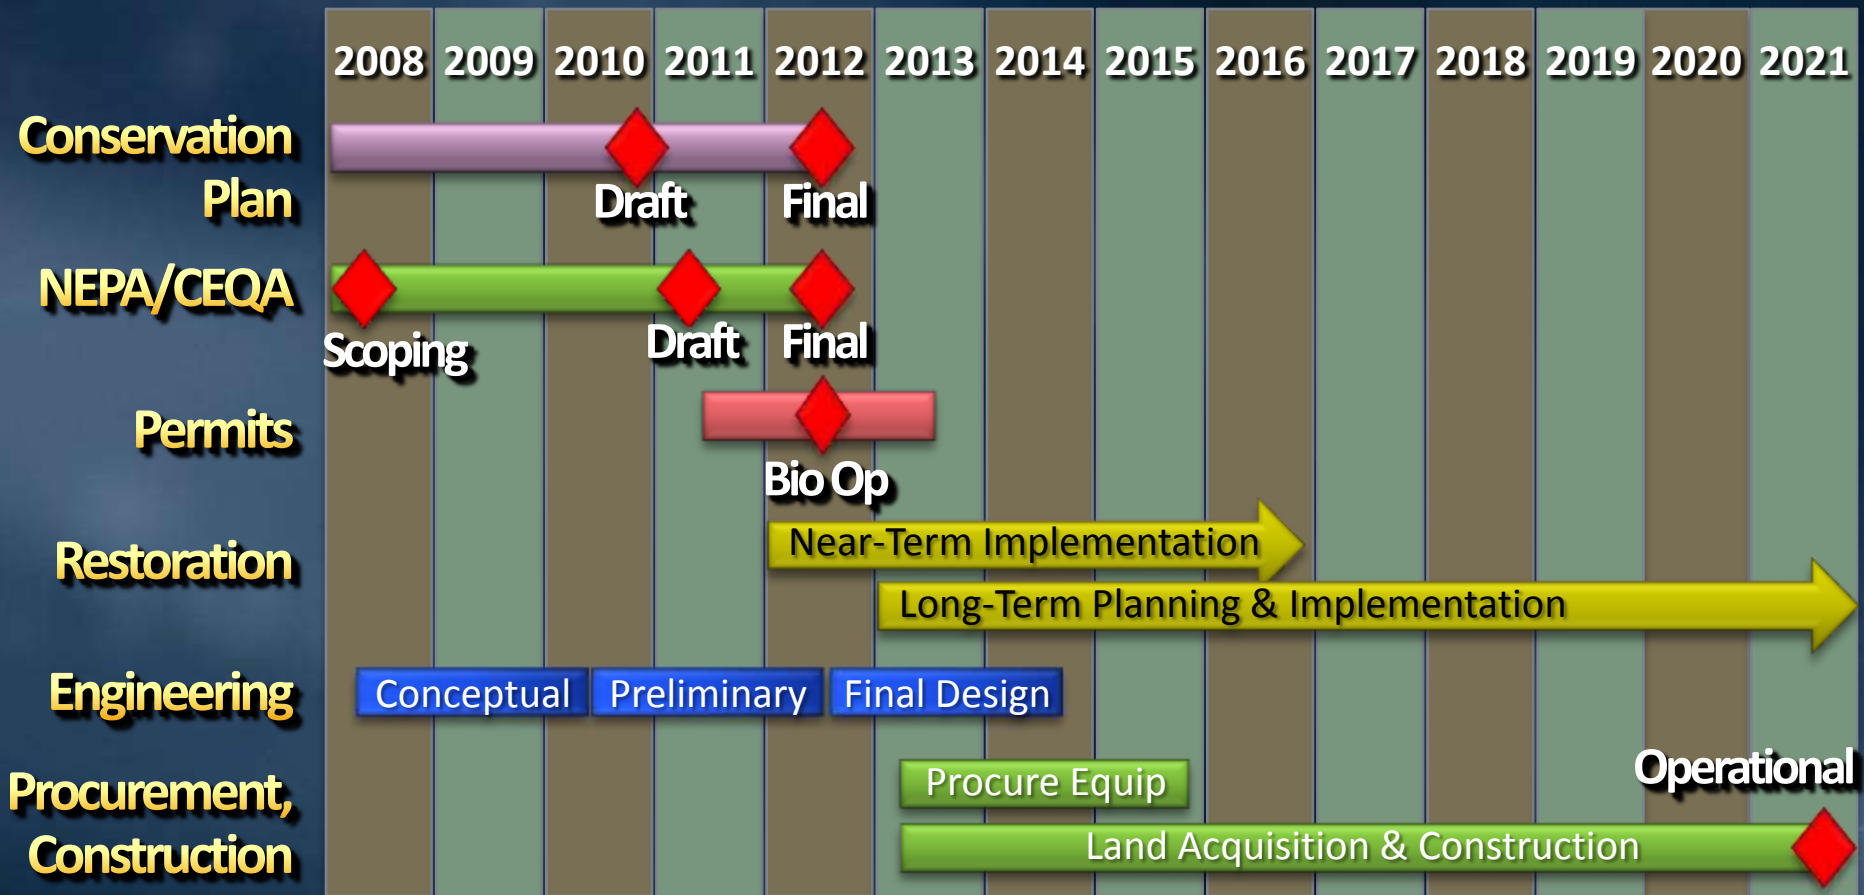 2008 2009 2010 2011 2012 2013 2014 2015 2016 2017 2018 2019 2020 2021
Conservation
Plan
Draft Final
NEPA/CEQA
Scoping Draft Final
Permits
Bio Op
Restoration
Near-Term Implementation
Long-Term Planning & Implementation
Engineering
Conceptual Preliminary Final Design
Procurement,
Construction
Procure Equip
Operational
Land Acquisition & Construction